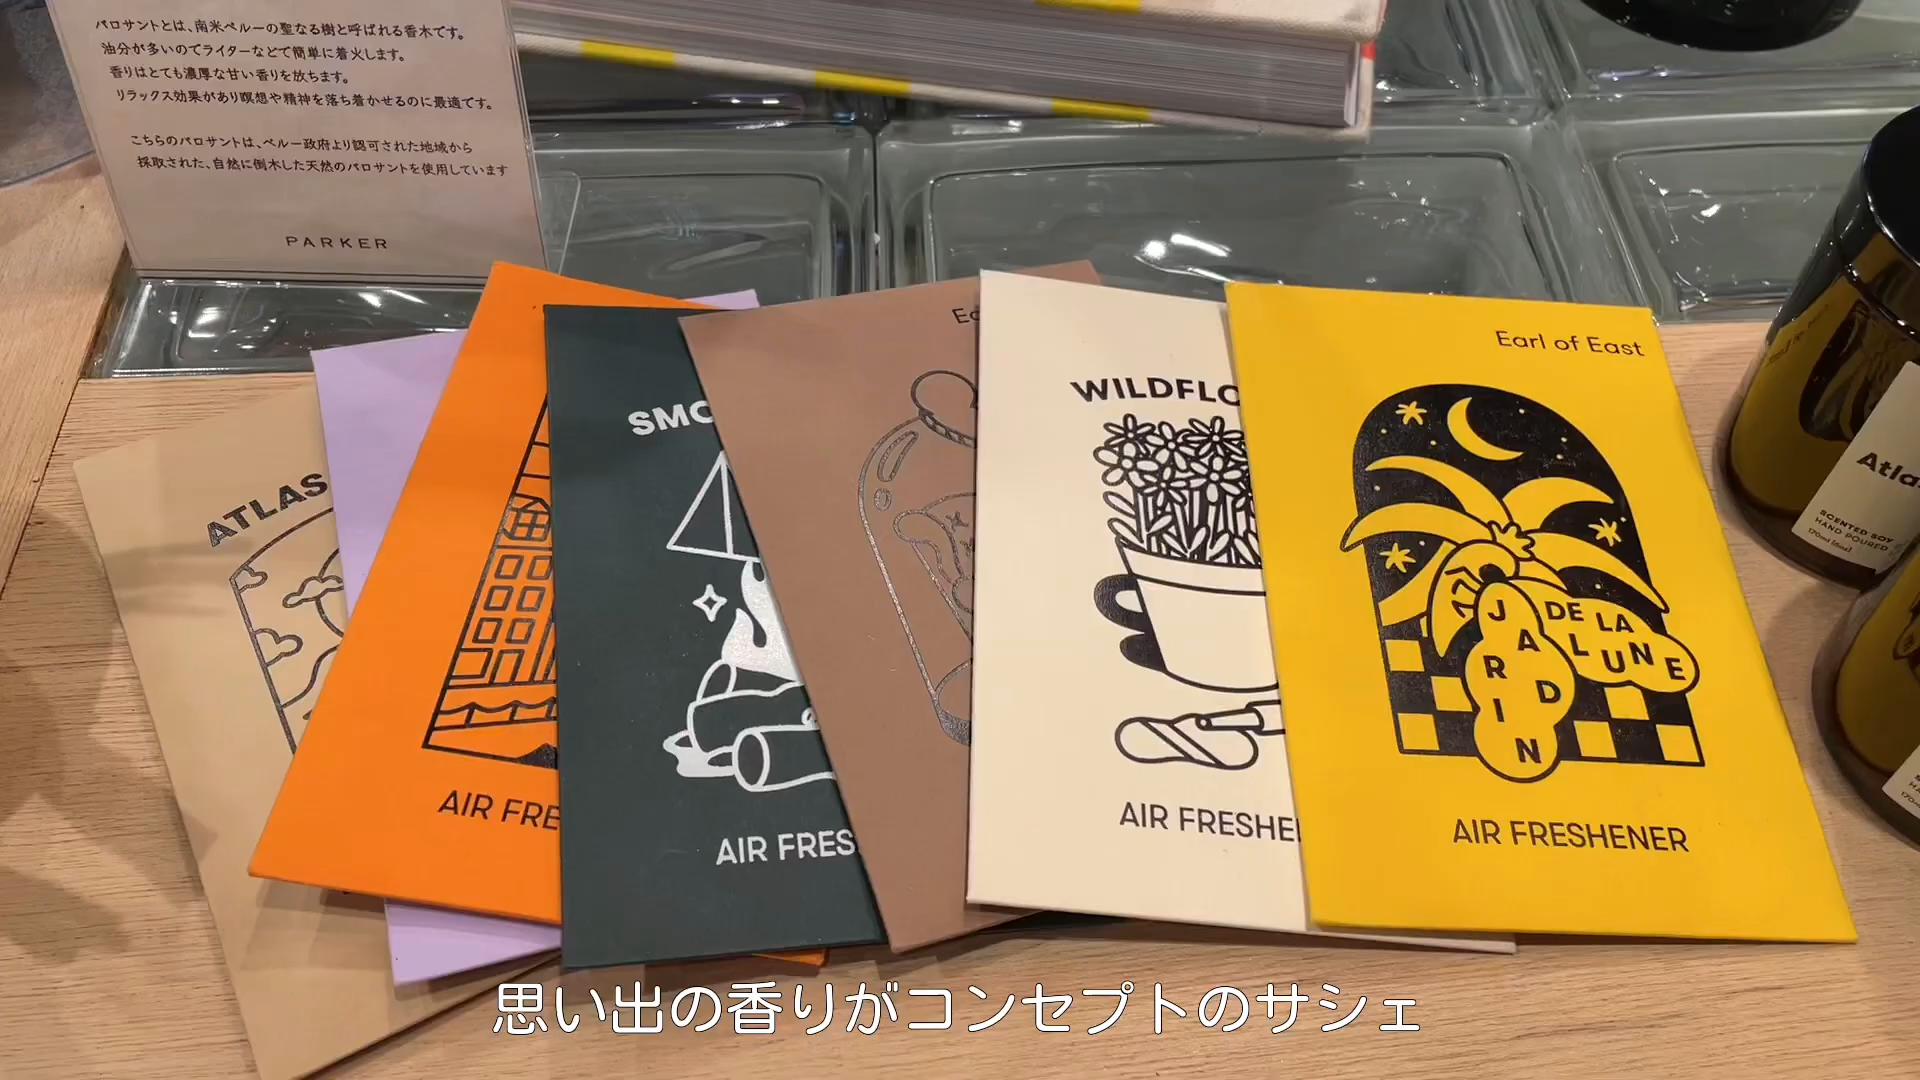 パロサントとは、南米ペルーの聖なる樹と呼ばれる香木です。
油分が多いのでライターなどで簡単に着火します。
香りはとても濃厚な甘い香りを放ちます。
リラックス効果があり瞑想や精神を落ち着かせるのに最適です。
こちらのパロサントは、ペルー政府より認可された地域から
採取された、自然に倒木した天然のパロサントを使用しています
PARKER
ATLAS
AIR FRE
SMO
AIR FRES
Ea
WILDFLO
AIR FRESHE
Earl of East
JARDIN
DE LA
LUNE
AIR FRESHENER
Atla
SCENTED SOY
HAND POURED
思い出の香りがコンセプトのサシェ